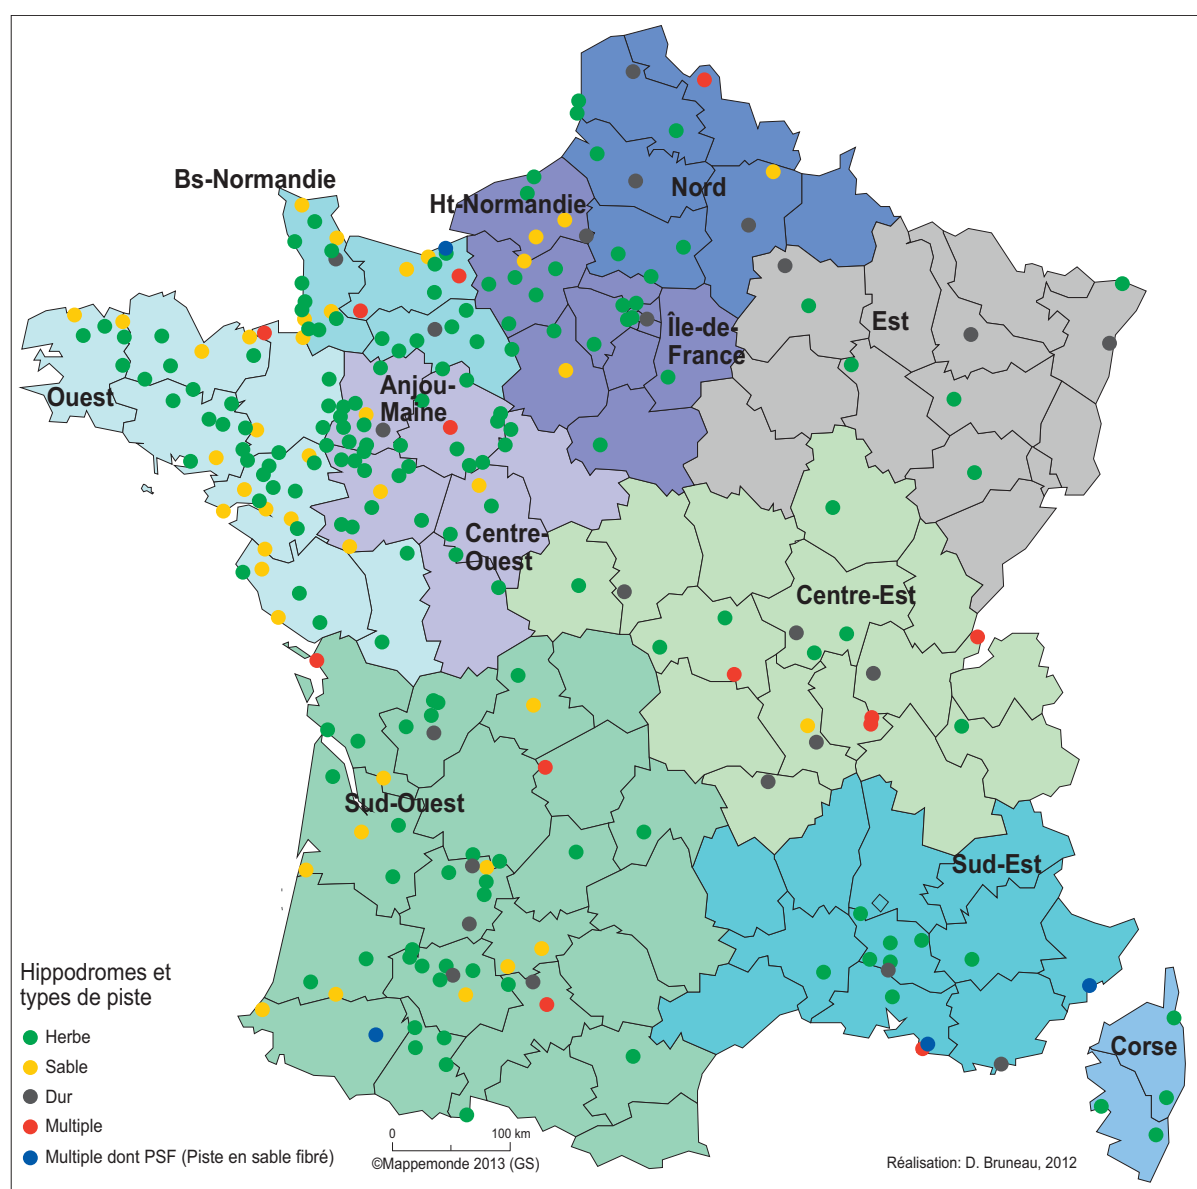 Bs-Normandie
Ht-Normandie
Nord
Île-de-
France
Est
Ouest
Anjou-
Maine
Centre-
Ouest
Centre-Est
Sud-Ouest
Sud-Est
Corse
Hippodromes et
types de piste
Herbe
Sable
Dur
Multiple
Multiple dont PSF (Piste en sable fibré)
0 100 km
©Mappemonde 2013 (GS)
Réalisation: D. Bruneau, 2012